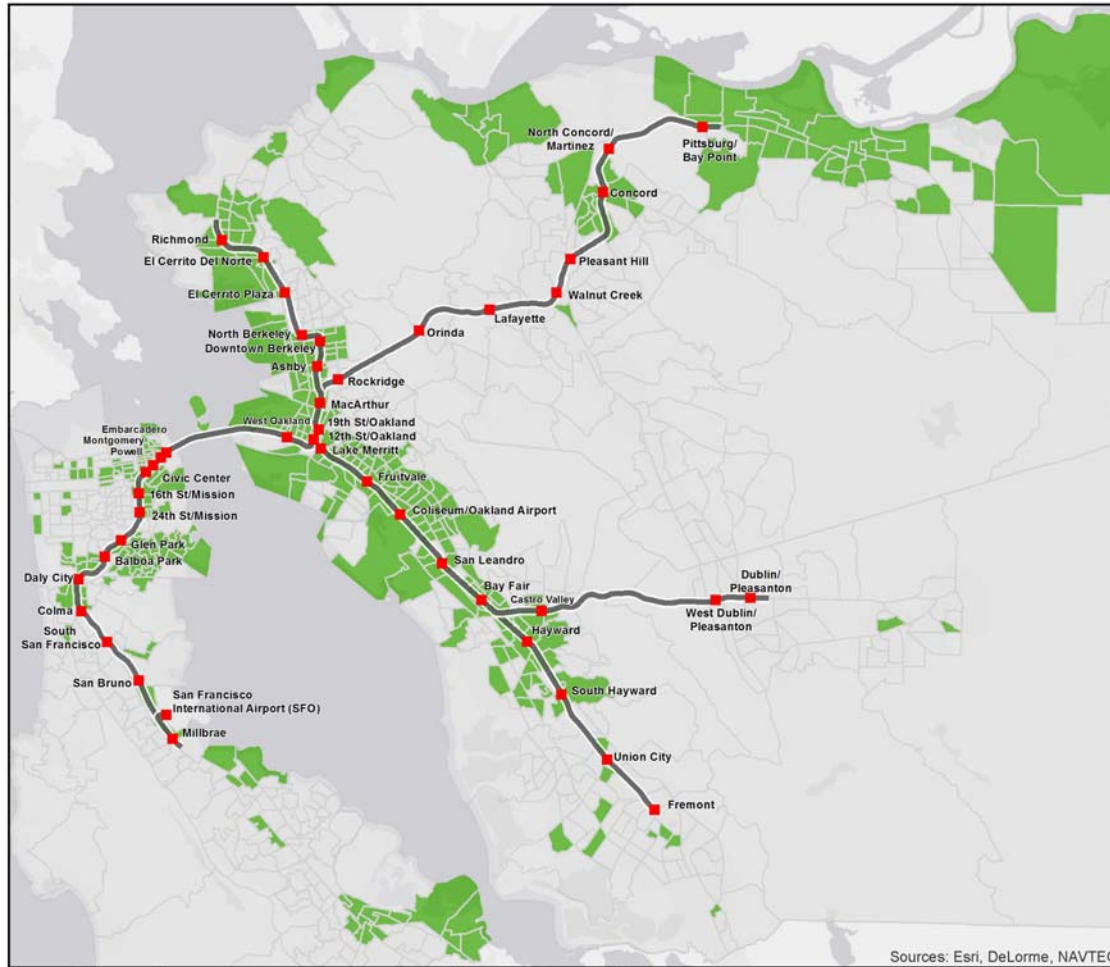 North Concord/
Martinez
Pittsburg/
Bay Point
Concord
Richmond
El Cerrito Del Norte
Pleasant Hill
El Cerrito Plaza
Walnut Creek
Lafayette
North Berkeley
Orinda
Downtown Berkeley
Ashby
Rockridge
MacArthur
West Oakland
19th St/Oakland
Embarcadero
12th St/Oakland
Montgomery
Lake Merritt
Powell
Civic Center
Fruitvale
16th St/Mission
24th St/Mission
Coliseum/Oakland Airport
Glen Park
Balboa Park
San Leandro
Daly City
Dublin/
Pleasanton
Bay Fair
Castro Valley
Colma
West Dublin/
Pleasanton
South
San Francisco
Hayward
San Bruno
South Hayward
San Francisco
International Airport (SFO)
Millbrae
Union City
Fremont
Sources: Esri, DeLorme, NAVTEQ